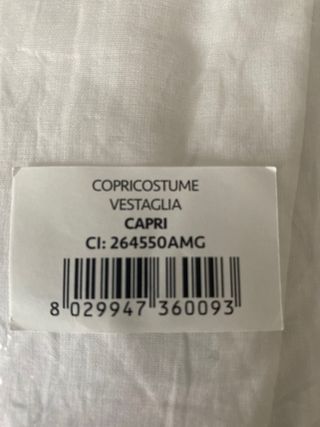 COPRICOSTUME
VESTAGLIA
CAPRI
CI: 264550AMG
8 029947 360093